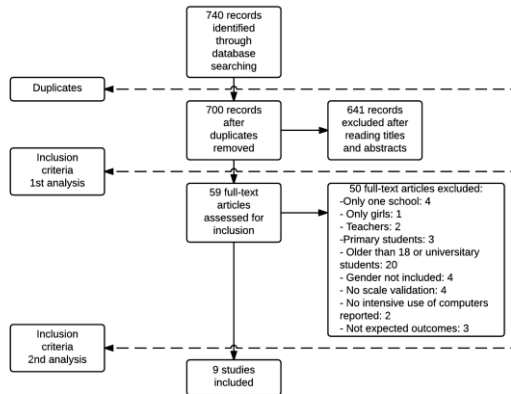 740 records
identified
through
database
searching
Duplicates
700 records
after
duplicates
removed
641 records
excluded after
reading titles
and abstracts
Inclusion
criteria
1st analysis
59 full-text
articles
assessed for
inclusion
50 full-text articles excluded:
-Only one school: 4
- Only girls: 1
- Teachers: 2
-Primary students: 3
- Older than 18 or universitary
students: 20
- Gender not included: 4
- No scale validation: 4
- No intensive use of computers
reported: 2
- Not expected outcomes: 3
Inclusion
criteria
2nd analysis
9 studies
included